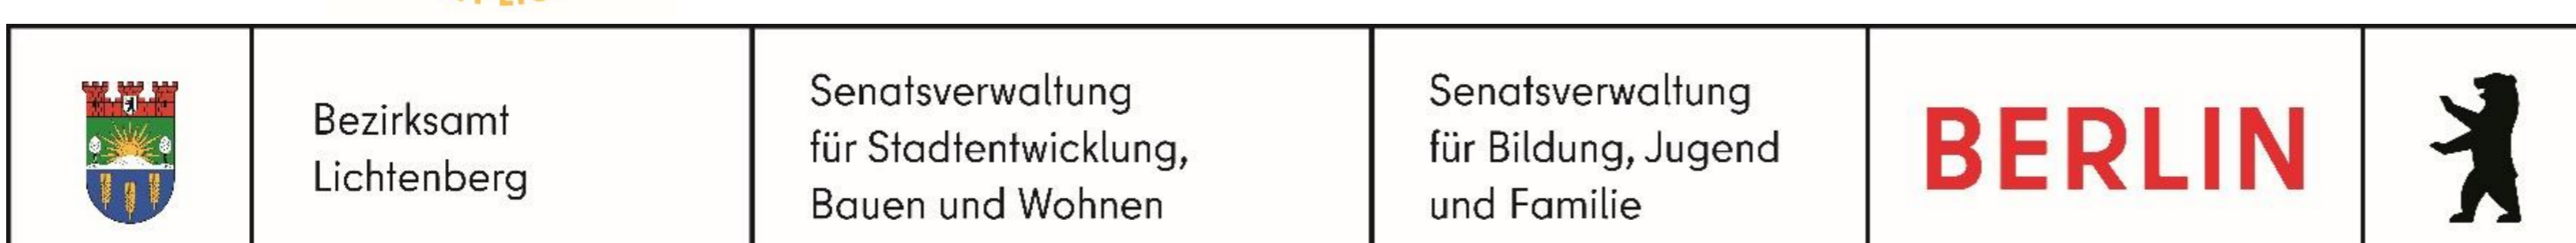 Bezirksamt
Lichtenberg
Senatsverwaltung
für Stadtentwicklung,
Bauen und Wohnen
Senatsverwaltung
für Bildung, Jugend
und Familie
BERLIN